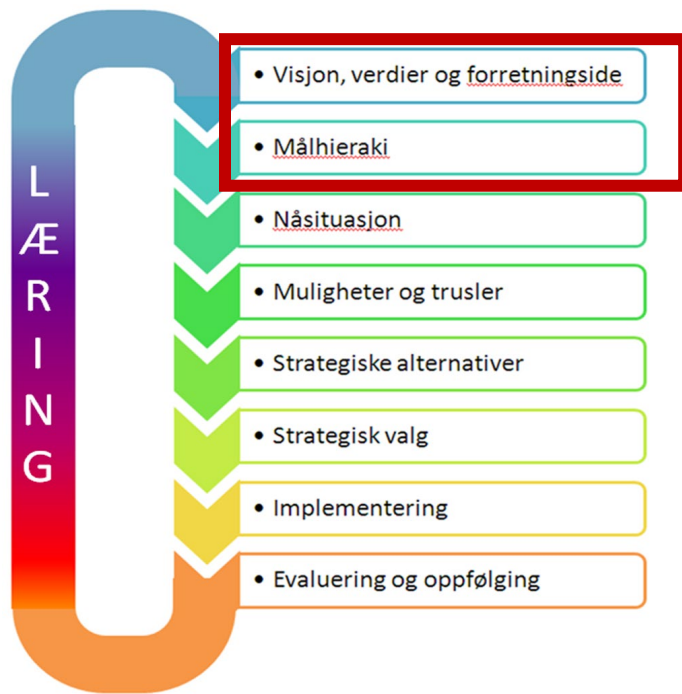 • Visjon, verdier og forretningside
• Målhieraki
• Nåsituasjon
• Muligheter og trusler
• Strategiske alternativer
• Strategisk valg
• Implementering
• Evaluering og oppfølging
L
Æ
R
I
N
G